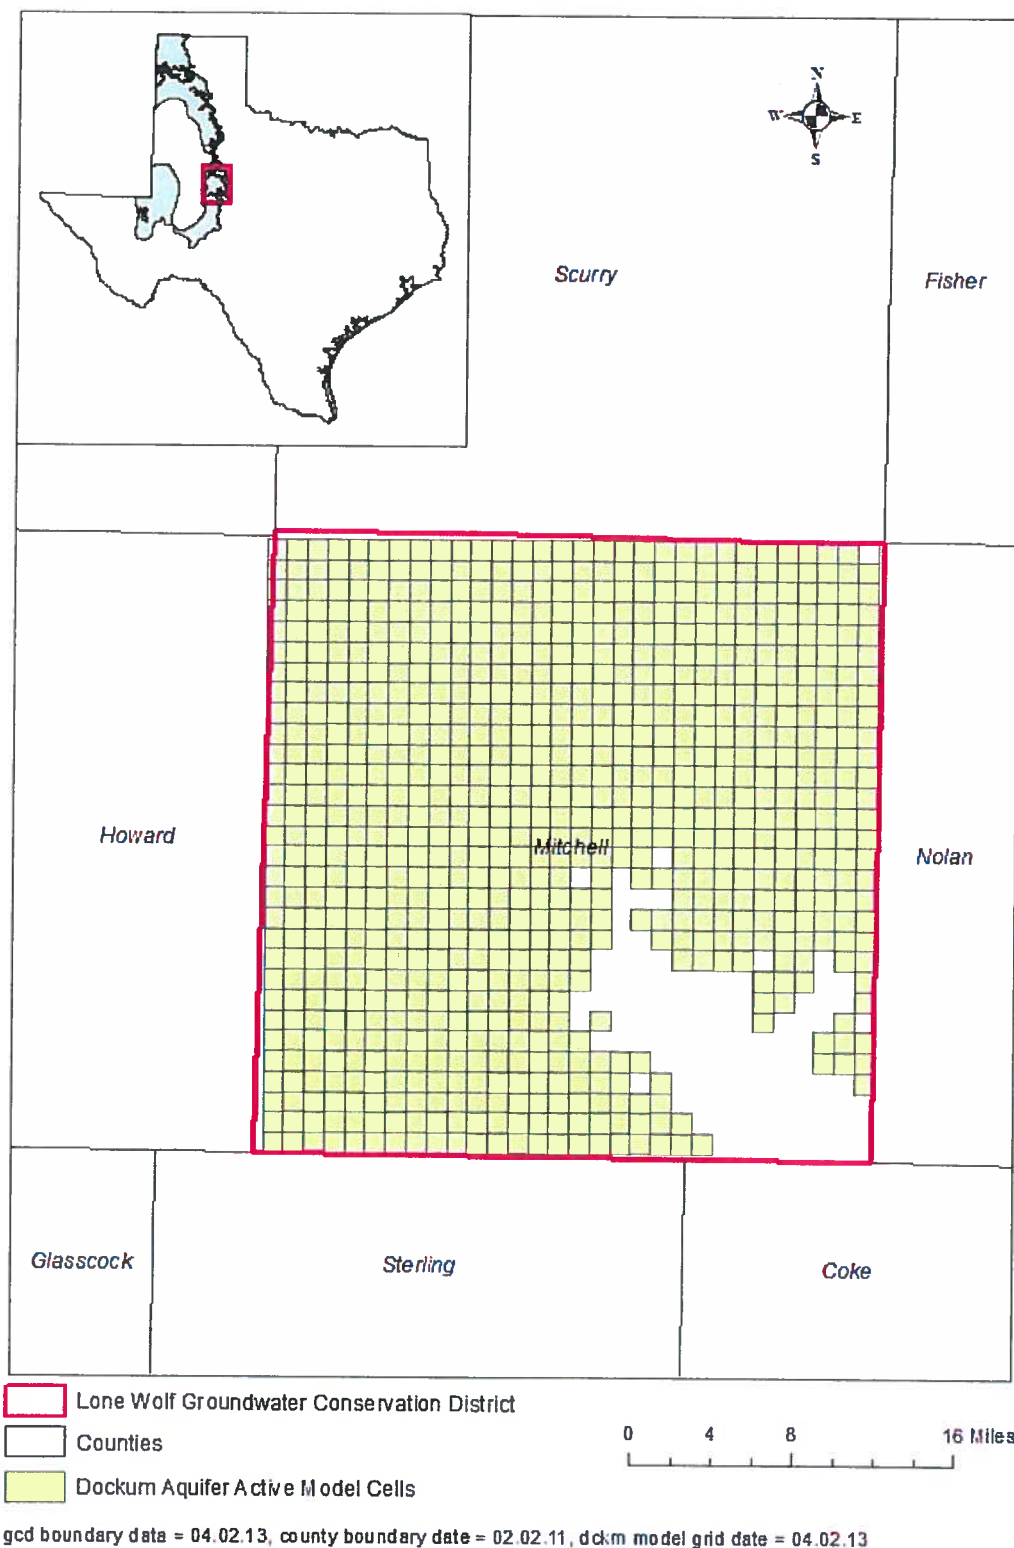 N
W E
S
Scurry
Fisher
Howard
Mitchell
Nolan
Glasscock
Sterling
Coke
Lone Wolf Groundwater Conservation District
Counties
Dockum Aquifer Active Model Cells
0 4 8 16 Miles
gcd boundary data = 04.02.13, county boundary date = 02.02.11, dckm model grid date = 04.02.13